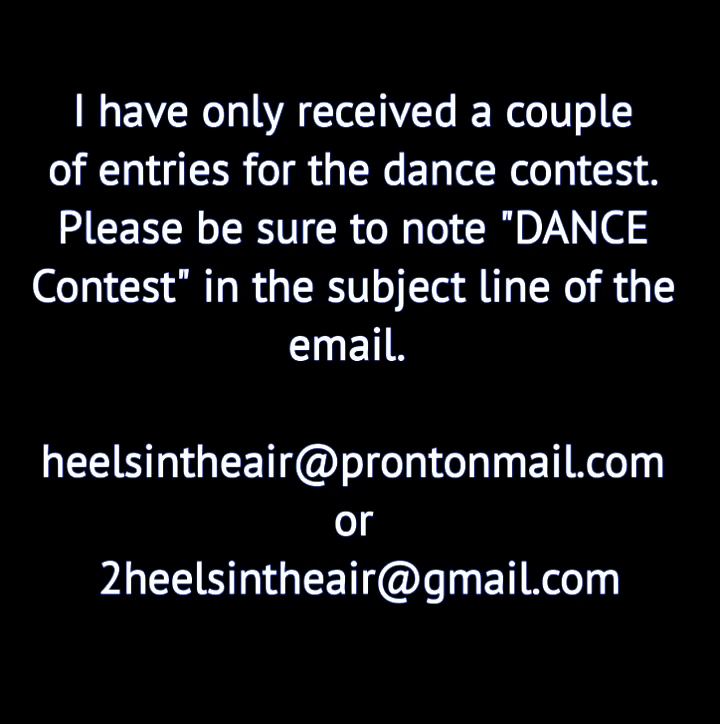 I have only received a couple
of entries for the dance contest.
Please be sure to note "DANCE
Contest" in the subject line of the
email.
heelsintheair@prontonmail.com
or
2heelsintheair@gmail.com